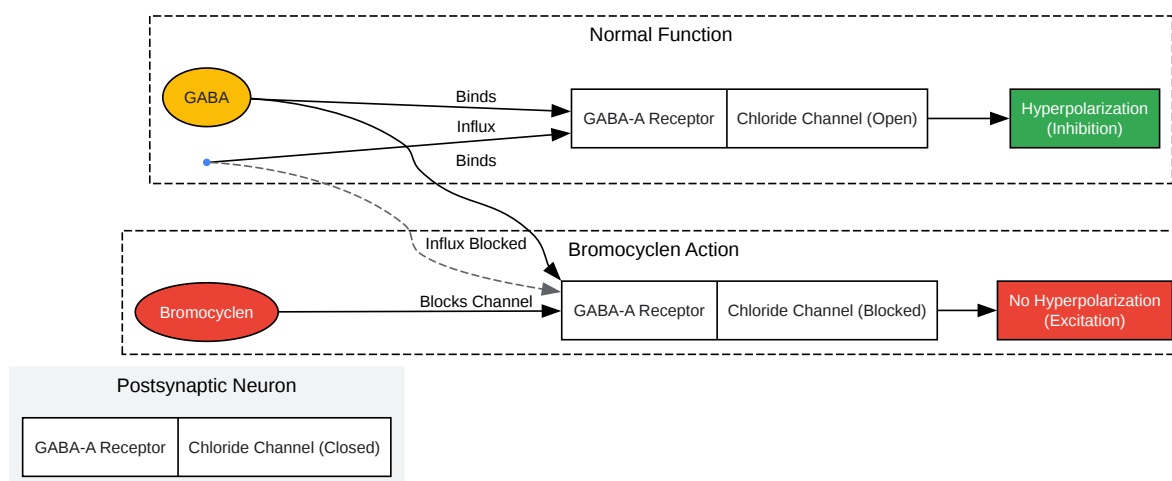 Normal Function
GABA
Binds
Influx
Binds
GABA-A Receptor
Chloride Channel (Open)
Hyperpolarization
(Inhibition)
Influx Blocked
Bromocyclen Action
Bromocyclen
Blocks Channel
GABA-A Receptor
Chloride Channel (Blocked)
No Hyperpolarization
(Excitation)
Postsynaptic Neuron
GABA-A Receptor
Chloride Channel (Closed)